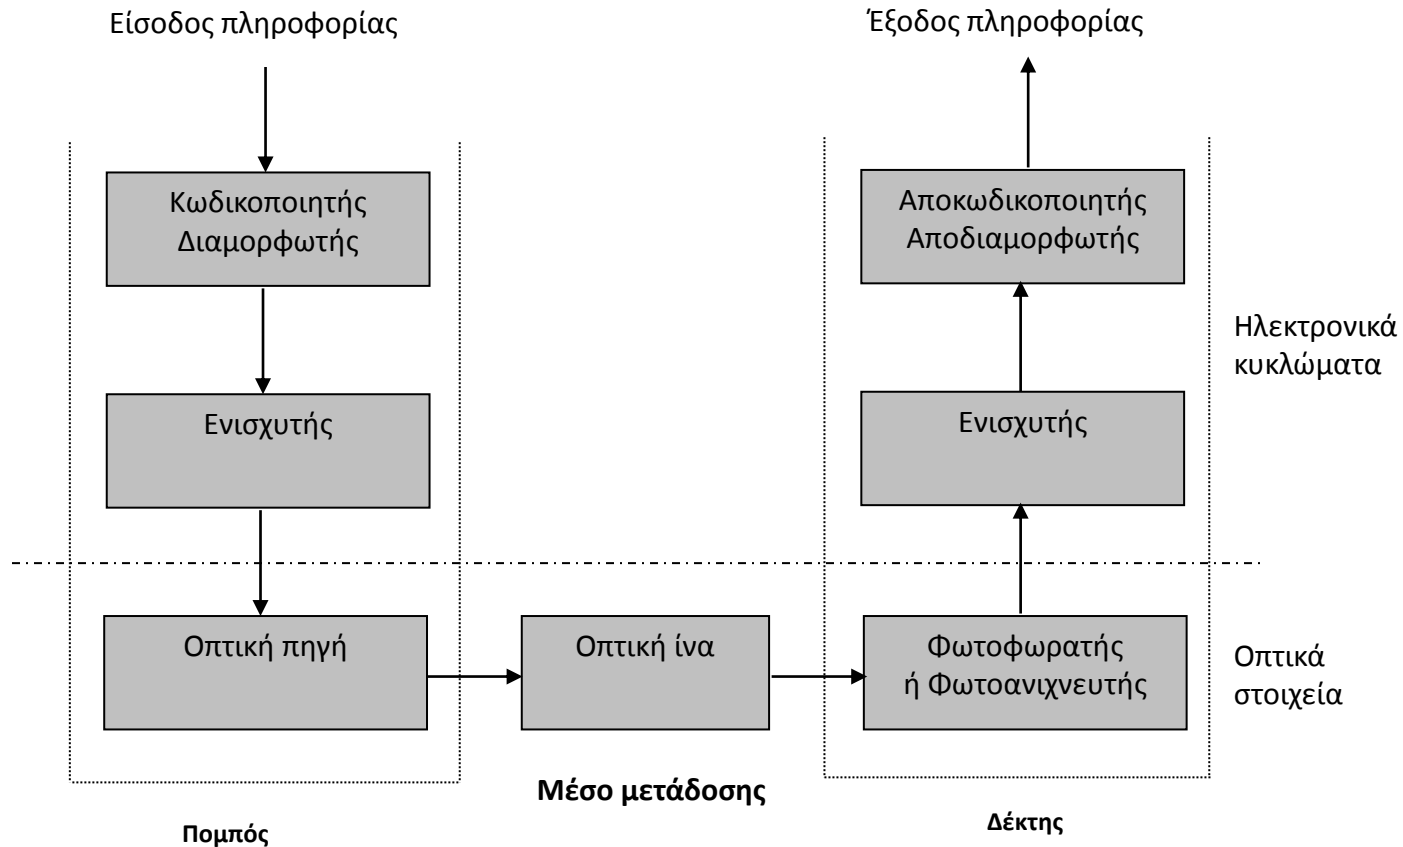 Είσοδος πληροφορίας
Έξοδος πληροφορίας
Κωδικοποιητής
Διαμορφωτής
Αποκωδικοποιητής
Αποδιαμορφωτής
Ηλεκτρονικά
κυκλώματα
Ενισχυτής
Ενισχυτής
Οπτική πηγή
Οπτική ίνα
Φωτοφωρατής
ή Φωτοανιχνευτής
Οπτικά
στοιχεία
Μέσο μετάδοσης
Πομπός
Δέκτης